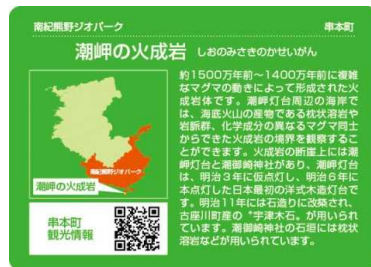 南紀熊野ジオパーク
串本町
潮岬の火成岩 しおのみさきのかせいがん
約1500万年前～1400万年前に複雑
なマグマの動きによって形成された火
成岩体です。潮岬灯台周辺の海岸で
は、海底火山の産物である枕状溶岩や
岩脈群、化学成分の異なるマグマ同士
からできた火成岩の境界を観察するこ
とができます。火成岩の断崖上には潮
岬灯台と潮御崎神社があり、潮岬灯台
は、明治3年に仮点灯し、明治6年に
本点灯した日本最初の洋式木造灯台で
す。明治11年には石造りに改築され、
古座川町産の“宇津木石”が用いられ
ています。潮御崎神社の石垣には枕状
溶岩などが用いられています。
南紀熊野ジオパーク
潮岬の火成岩
串本町
観光情報